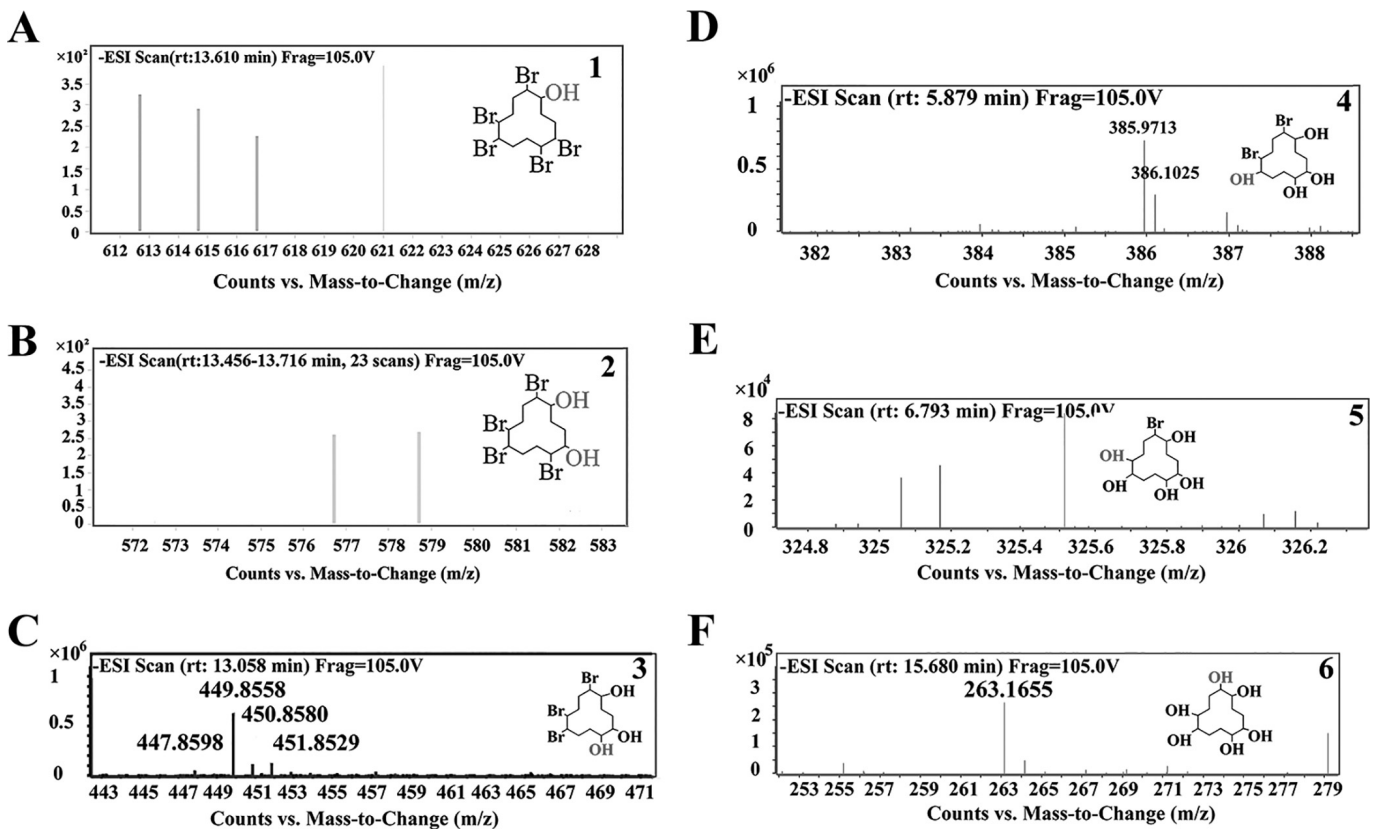 A
×10²
-ESI Scan(rt:13.610 min) Frag=105.0V
1
3.5
3
2.5
2
1.5
1
0.5
0
Br
OH
Br
Br
Br
Br
612 613 614 615 616 617 618 619 620 621 622 623 624 625 626 627 628
Counts vs. Mass-to-Change (m/z)
B
×10²
-ESI Scan(rt:13.456-13.716 min, 23 scans) Frag=105.0V
2
4.5
4
3.5
3
2.5
2
1.5
1
0.5
0
Br
OH
Br
Br
Br
OH
572 573 574 575 576 577 578 579 580 581 582 583
Counts vs. Mass-to-Change (m/z)
C
×10⁶
-ESI Scan (rt: 13.058 min) Frag=105.0V
3
1
0.5
0
449.8558
450.8580
447.8598
451.8529
Br
OH
Br
Br
OH
OH
443 445 447 449 451 453 455 457 459 461 463 465 667 469 471
Counts vs. Mass-to-Change (m/z)
D
×10⁶
-ESI Scan (rt: 5.879 min) Frag=105.0V
4
1
0.5
0
385.9713
386.1025
Br
OH
Br
OH
OH
OH
382 383 384 385 386 387 388
Counts vs. Mass-to-Change (m/z)
E
×10⁴
-ESI Scan (rt: 6.793 min) Frag=105.0V
5
8
6
4
2
0
Br
OH
OH
OH
OH
OH
324.8 325 325.2 325.4 325.6 325.8 326 326.2
Counts vs. Mass-to-Change (m/z)
F
×10⁵
-ESI Scan (rt: 15.680 min) Frag=105.0V
6
3
2
1
0
263.1655
OH
OH
OH
OH
OH
OH
253 255 257 259 261 263 265 267 269 271 273 275 277 279
Counts vs. Mass-to-Change (m/z)